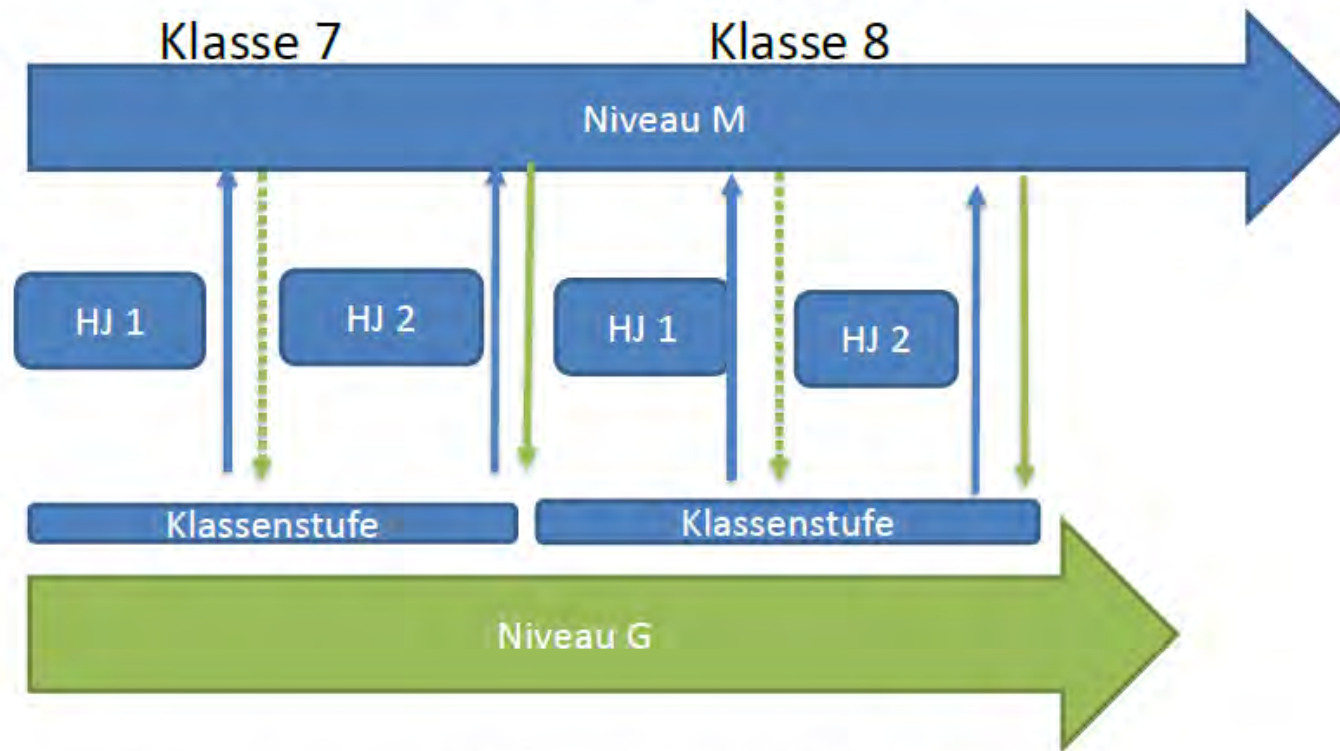 Klasse 7
Klasse 8
Niveau M
HJ 1
HJ 2
HJ 1
HJ 2
Klassenstufe
Klassenstufe
Niveau G